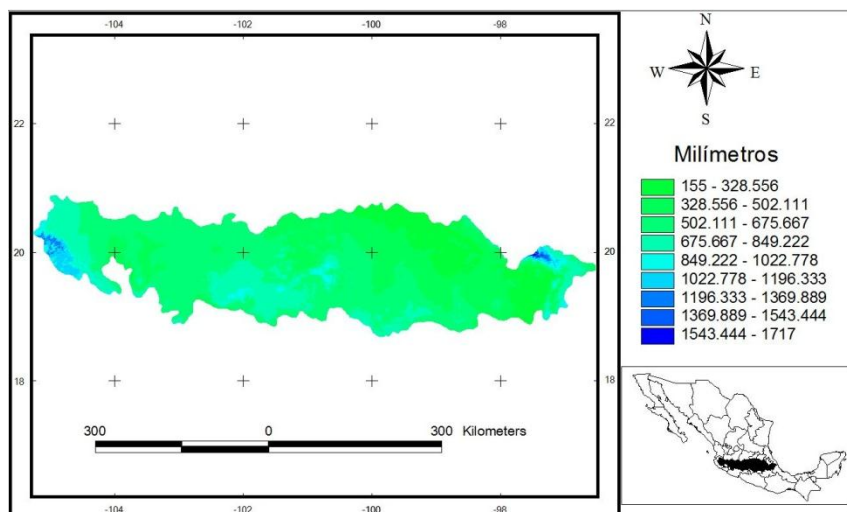 -104 -102 -100 -98
22 22
20 20
18 18
-104 -102 -100 -98
300 0 300 Kilometers
N
W E
S
Milímetros
155 - 328.556
328.556 - 502.111
502.111 - 675.667
675.667 - 849.222
849.222 - 1022.778
1022.778 - 1196.333
1196.333 - 1369.889
1369.889 - 1543.444
1543.444 - 1717